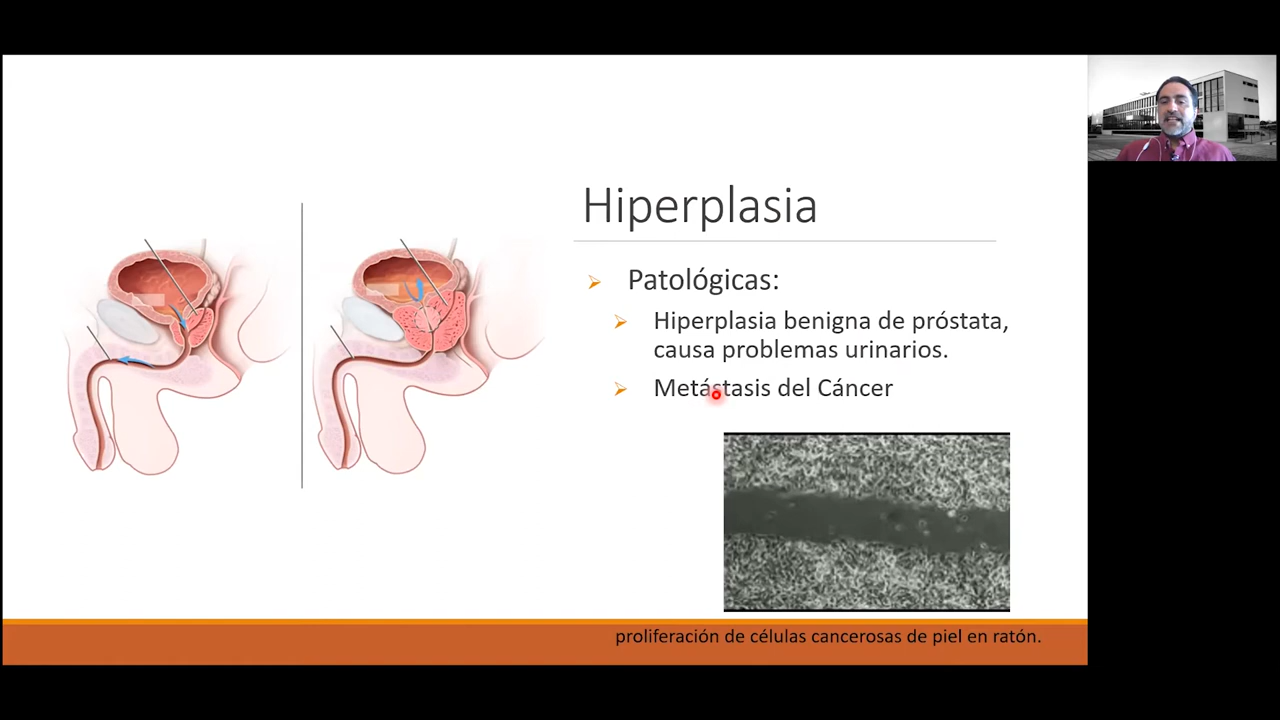 Hiperplasia
Patológicas:
Hiperplasia benigna de próstata,
causa problemas urinarios.
Metástasis del Cáncer
proliferación de células cancerosas de piel en ratón.